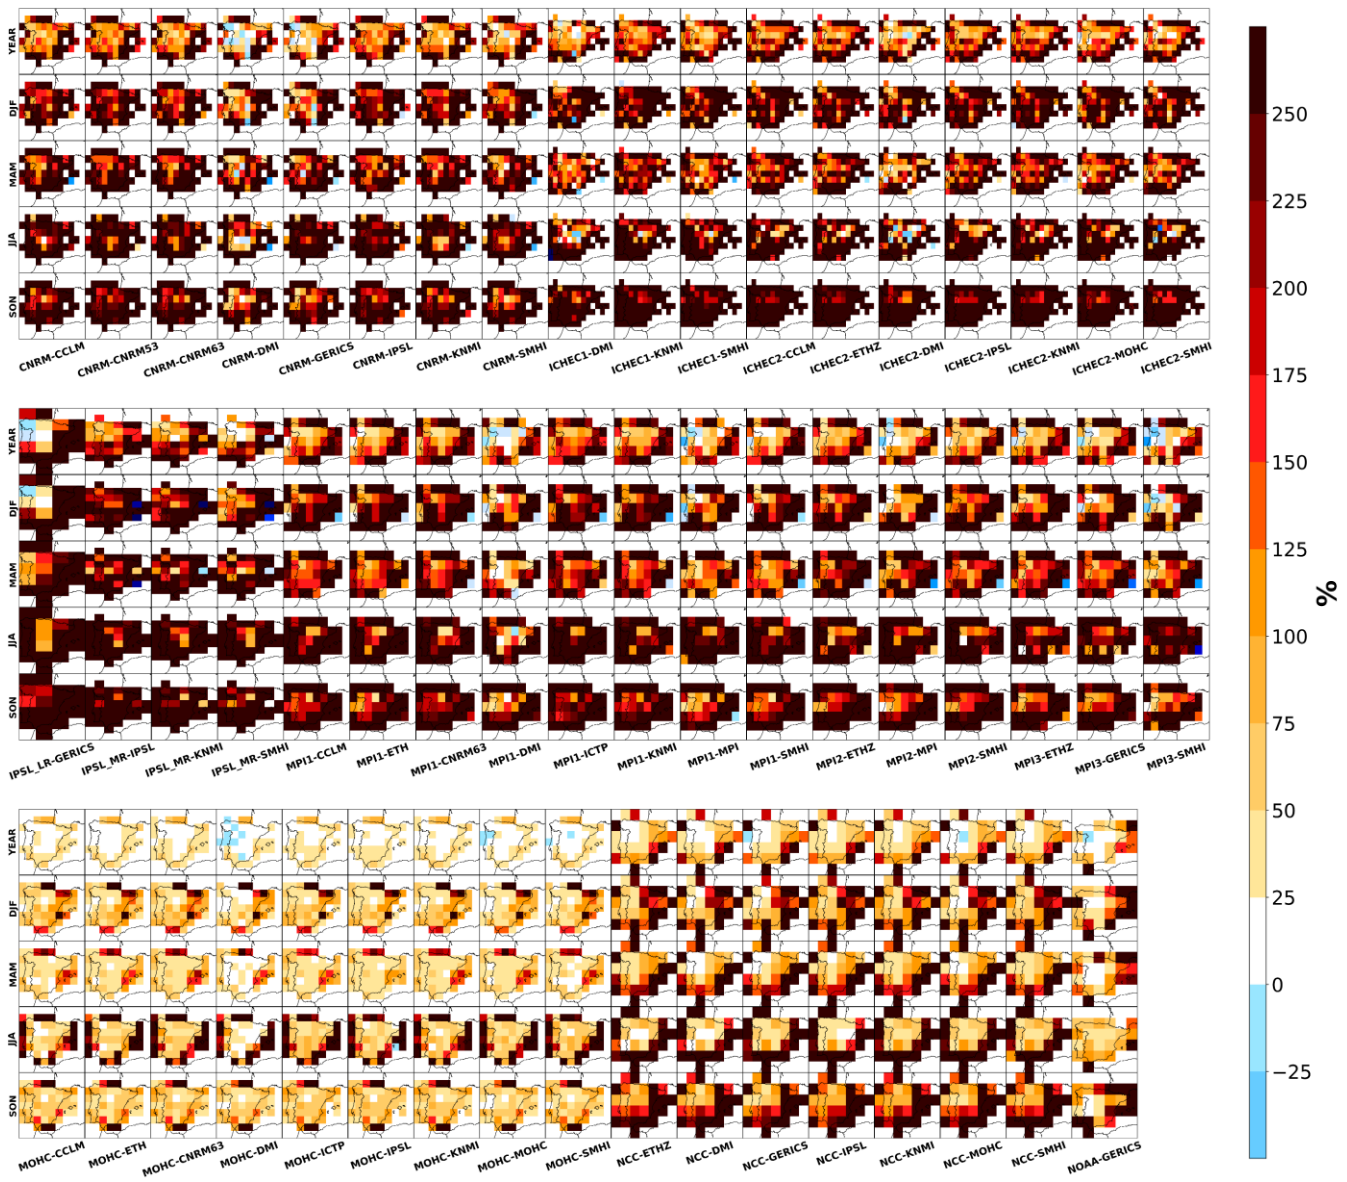 YEAR
DJF
MAM
JJA
SON
CNRM-CCLM CNRM-CNRM53 CNRM-CNRM63 CNRM-DMI CNRM-GERICS CNRM-IPSL CNRM-KNMI CNRM-SMHI ICHEC1-DMI ICHEC1-KNMI ICHEC1-SMHI ICHEC2-CCLM ICHEC2-ETHZ ICHEC2-DMI ICHEC2-IPSL ICHEC2-KNMI ICHEC2-MOHC ICHEC2-SMHI
YEAR
DJF
MAM
JJA
SON
IPSL_LR-GERICS IPSL_MR-IPSL IPSL_MR-KNMI IPSL_MR-SMHI MPI1-CCLM MPI1-ETH MPI1-CNRM63 MPI1-DMI MPI1-ICTP MPI1-KNMI MPI1-MPI MPI1-SMHI MPI2-ETHZ MPI2-MPI MPI2-SMHI MPI3-ETHZ MPI3-GERICS MPI3-SMHI
YEAR
DJF
MAM
JJA
SON
MOHC-CCLM MOHC-ETH MOHC-CNRM63 MOHC-DMI MOHC-ICTP MOHC-IPSL MOHC-KNMI MOHC-MOHC MOHC-SMHI NCC-ETHZ NCC-DMI NCC-GERICS NCC-IPSL NCC-KNMI NCC-MOHC NCC-SMHI NOAA-GERICS
250
225
200
175
150
125
100
75
50
25
0
−25
%